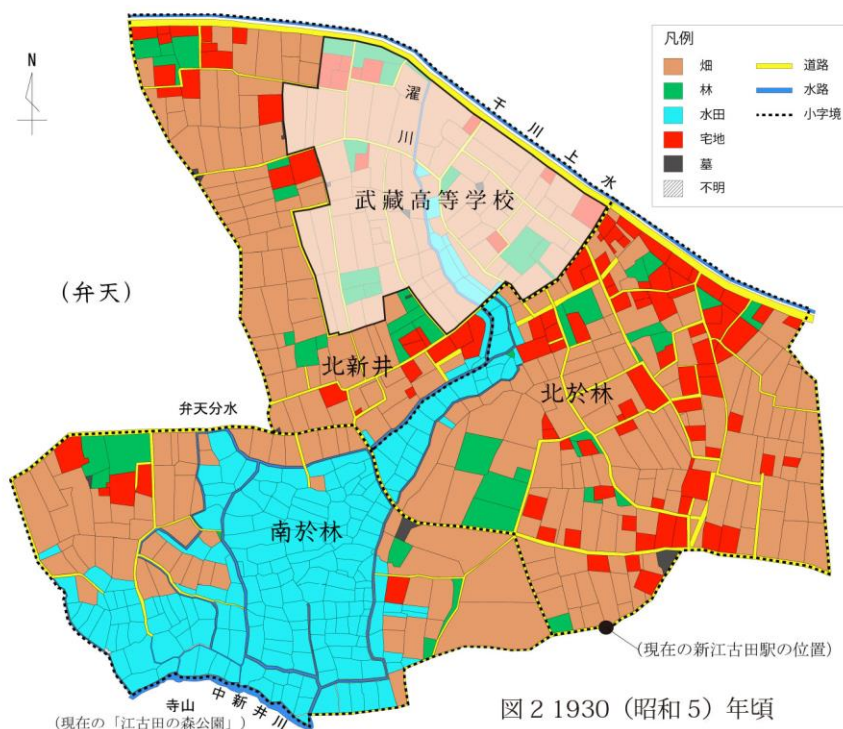 凡例
畑
林
水田
宅地
墓
不明
道路
水路
小字境
N
濯川
千川上水
武藏高等学校
(弁天)
北新井
北於林
弁天分水
南於林
(現在の新江古田駅の位置)
寺山
(現在の「江古田の森公園」)
中新井川
図2 1930(昭和5)年頃